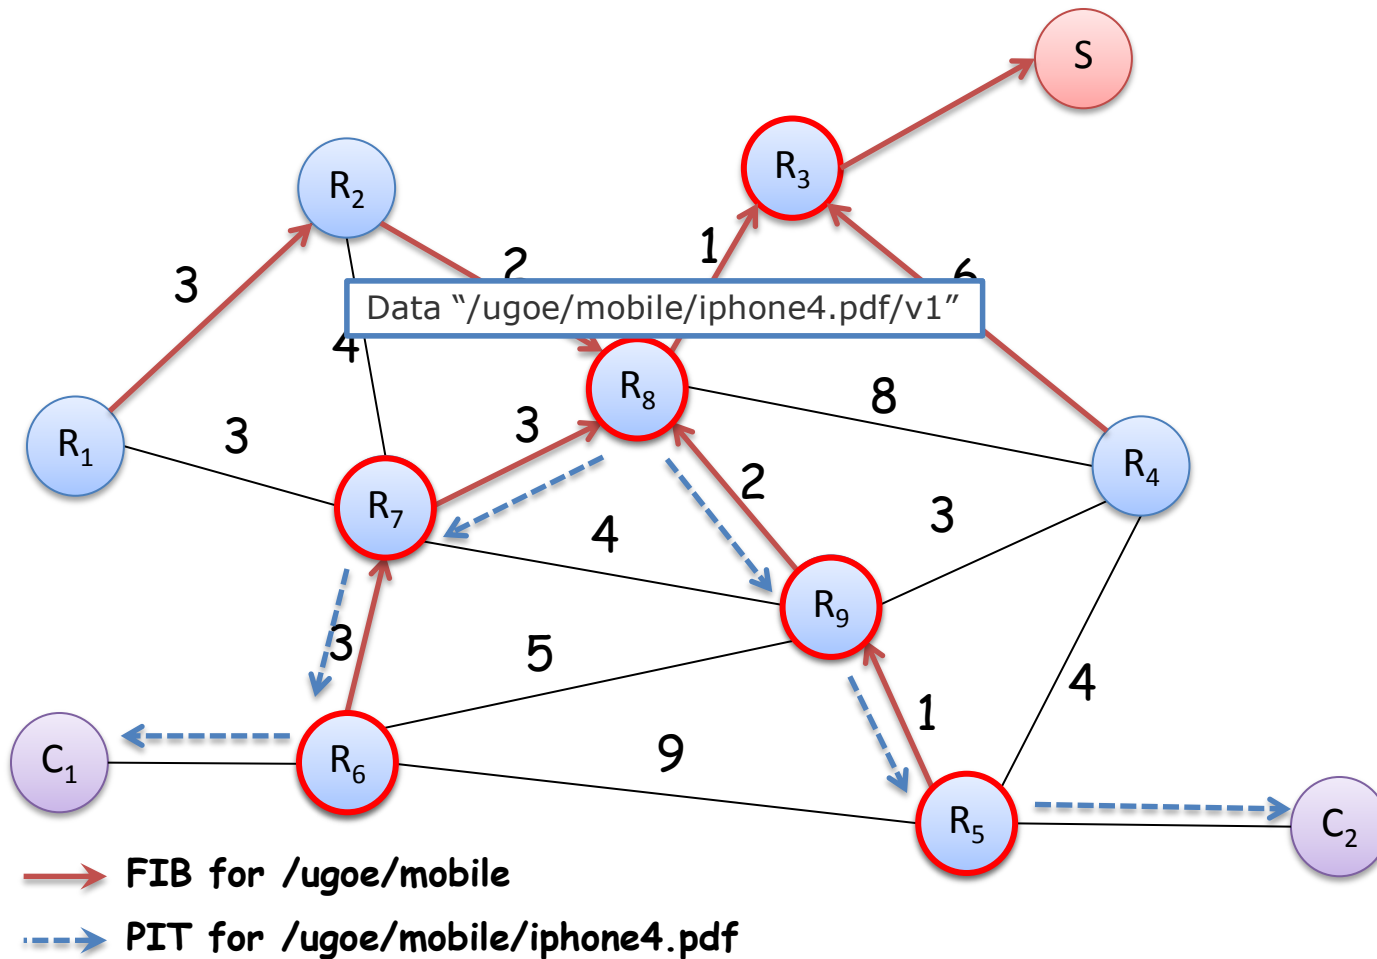 S
R3
R2
1
3
2
6
Data “/ugoe/mobile/iphone4.pdf/v1”
4
R8
8
3
3
R1
R4
2
R7
3
4
R9
3
5
4
1
9
C1
R6
R5
C2
FIB for /ugoe/mobile
PIT for /ugoe/mobile/iphone4.pdf